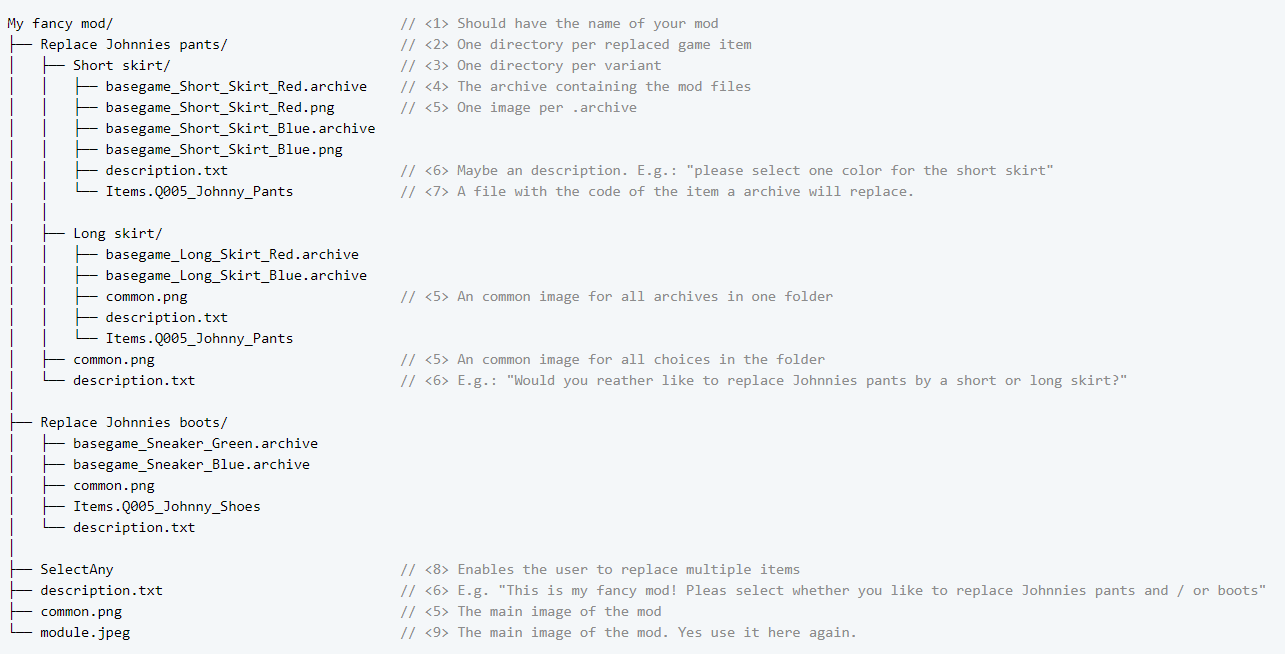 My fancy mod/ // <1> Should have the name of your mod
├── Replace Johnnies pants/ // <2> One directory per replaced game item
│   ├── Short skirt/ // <3> One directory per variant
│   │   ├── basegame_Short_Skirt_Red.archive // <4> The archive containing the mod files
│   │   ├── basegame_Short_Skirt_Red.png // <5> One image per .archive
│   │   ├── basegame_Short_Skirt_Blue.archive
│   │   ├── basegame_Short_Skirt_Blue.png
│   │   ├── description.txt // <6> Maybe an description. E.g.: "please select one color for the short skirt"
│   │   └── Items.Q005_Johnny_Pants // <7> A file with the code of the item a archive will replace.
│   │
│   ├── Long skirt/
│   │   ├── basegame_Long_Skirt_Red.archive
│   │   ├── basegame_Long_Skirt_Blue.archive
│   │   ├── common.png // <5> An common image for all archives in one folder
│   │   ├── description.txt
│   │   └── Items.Q005_Johnny_Pants
│   ├── common.png // <5> An common image for all choices in the folder
│   └── description.txt // <6> E.g.: "Would you reather like to replace Johnnies pants by a short or long skirt?"
│
├── Replace Johnnies boots/
│   ├── basegame_Sneaker_Green.archive
│   ├── basegame_Sneaker_Blue.archive
│   ├── common.png
│   ├── Items.Q005_Johnny_Shoes
│   └── description.txt
│
├── SelectAny // <8> Enables the user to replace multiple items
├── description.txt // <6> E.g. "This is my fancy mod! Pleas select whether you like to replace Johnnies pants and / or boots"
├── common.png // <5> The main image of the mod
└── module.jpeg // <9> The main image of the mod. Yes use it here again.